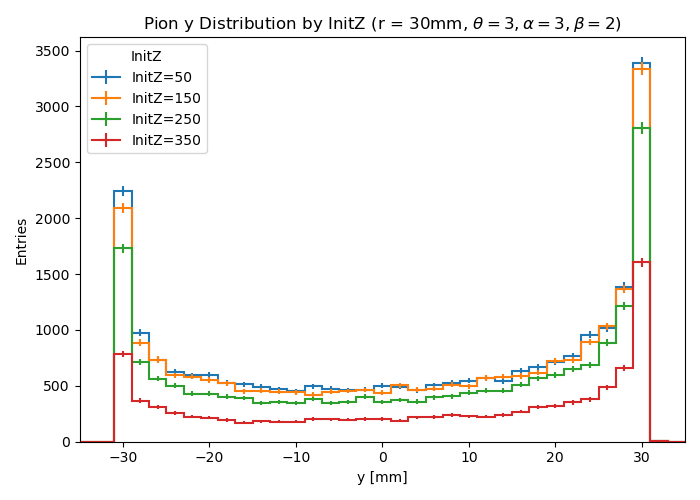 Pion y Distribution by InitZ (r = 30mm, θ = 3, α = 3, β = 2)
InitZ
InitZ=50
InitZ=150
InitZ=250
InitZ=350
Entries
3500
3000
2500
2000
1500
1000
500
0
−30
−20
−10
0
10
20
30
y [mm]